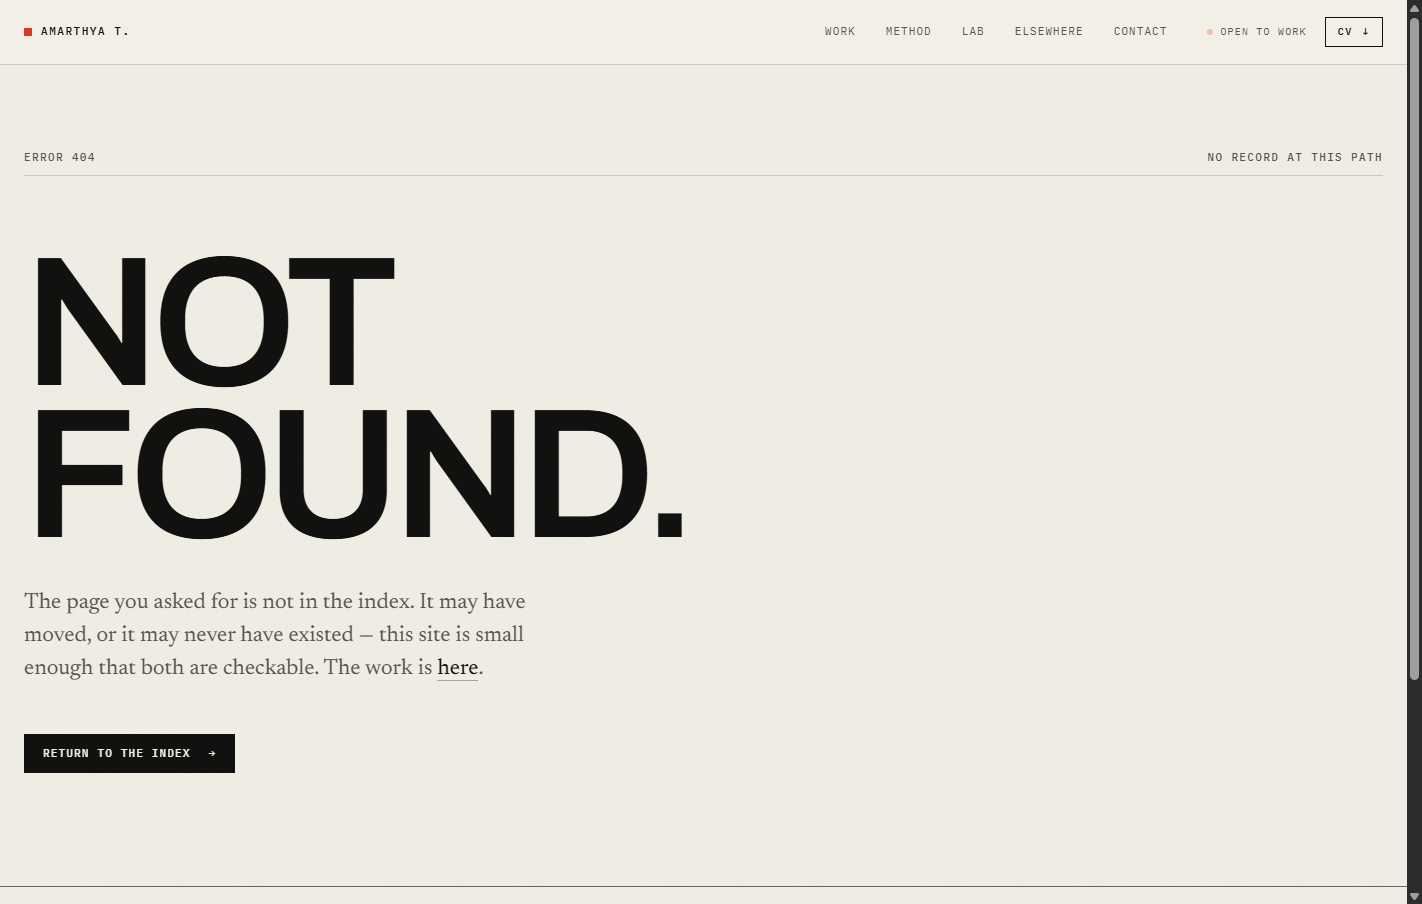 AMARTHYA T.
WORK METHOD LAB ELSEWHERE CONTACT OPEN TO WORK CV ↓
ERROR 404
NO RECORD AT THIS PATH
NOT
FOUND.
The page you asked for is not in the index. It may have
moved, or it may never have existed — this site is small
enough that both are checkable. The work is here.
RETURN TO THE INDEX →